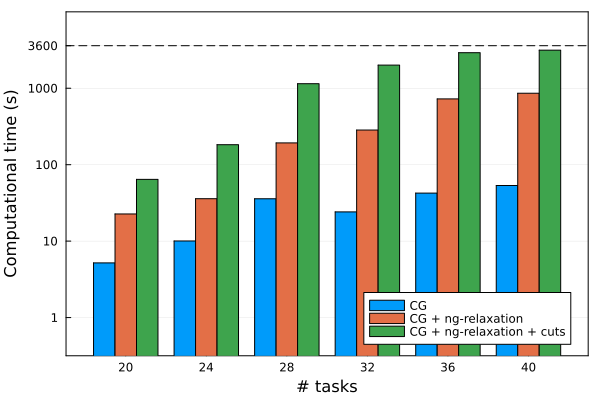 Computational time (s)
3600
1000
100
10
1
20 24 28 32 36 40
# tasks
CG
CG + ng-relaxation
CG + ng-relaxation + cuts